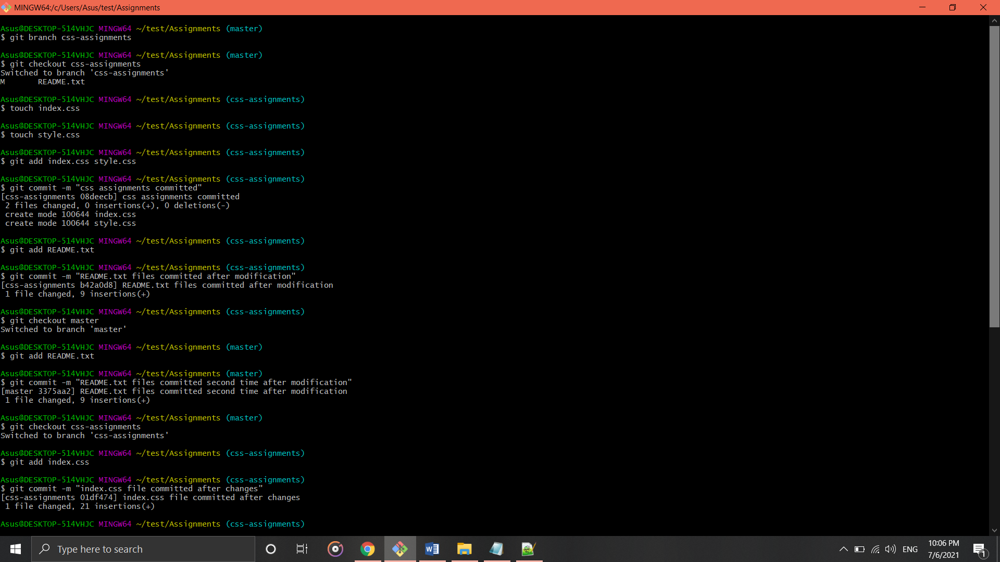 MINGW64:/c/Users/Asus/test/Assignments
Asus@DESKTOP-514VHJC MINGW64 ~/test/Assignments (master)
$ git branch css-assignments
Asus@DESKTOP-514VHJC MINGW64 ~/test/Assignments (master)
$ git checkout css-assignments
Switched to branch 'css-assignments'
M       README.txt
Asus@DESKTOP-514VHJC MINGW64 ~/test/Assignments (css-assignments)
$ touch index.css
Asus@DESKTOP-514VHJC MINGW64 ~/test/Assignments (css-assignments)
$ touch style.css
Asus@DESKTOP-514VHJC MINGW64 ~/test/Assignments (css-assignments)
$ git add index.css style.css
Asus@DESKTOP-514VHJC MINGW64 ~/test/Assignments (css-assignments)
$ git commit -m "css assignments committed"
[css-assignments 08deecb] css assignments committed
 2 files changed, 0 insertions(+), 0 deletions(-)
 create mode 100644 index.css
 create mode 100644 style.css
Asus@DESKTOP-514VHJC MINGW64 ~/test/Assignments (css-assignments)
$ git add README.txt
Asus@DESKTOP-514VHJC MINGW64 ~/test/Assignments (css-assignments)
$ git commit -m "README.txt files committed after modification"
[css-assignments b42a0d8] README.txt files committed after modification
 1 file changed, 9 insertions(+)
Asus@DESKTOP-514VHJC MINGW64 ~/test/Assignments (css-assignments)
$ git checkout master
Switched to branch 'master'
Asus@DESKTOP-514VHJC MINGW64 ~/test/Assignments (master)
$ git add README.txt
Asus@DESKTOP-514VHJC MINGW64 ~/test/Assignments (master)
$ git commit -m "README.txt files committed second time after modification"
[master 3375aa2] README.txt files committed second time after modification
 1 file changed, 9 insertions(+)
Asus@DESKTOP-514VHJC MINGW64 ~/test/Assignments (master)
$ git checkout css-assignments
Switched to branch 'css-assignments'
Asus@DESKTOP-514VHJC MINGW64 ~/test/Assignments (css-assignments)
$ git add index.css
Asus@DESKTOP-514VHJC MINGW64 ~/test/Assignments (css-assignments)
$ git commit -m "index.css file committed after changes"
[css-assignments 01df474] index.css file committed after changes
 1 file changed, 21 insertions(+)
Asus@DESKTOP-514VHJC MINGW64 ~/test/Assignments (css-assignments)
Type here to search
W
ENG
10:06 PM
7/6/2021
1